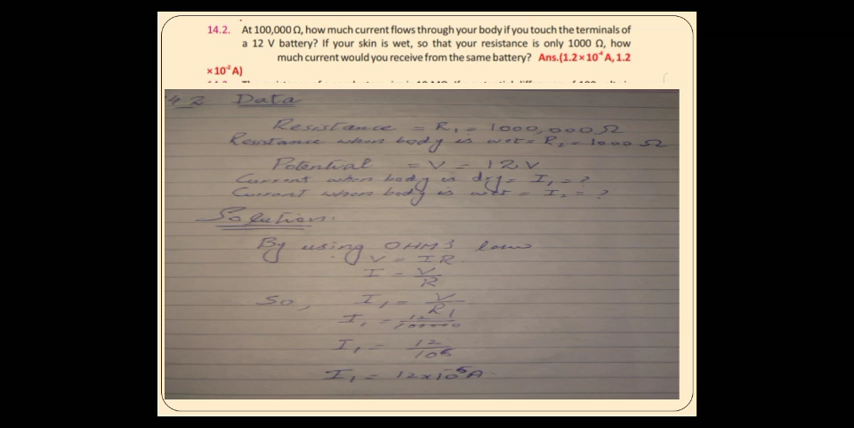 14.2. At 100,000 Ω, how much current flows through your body if you touch the terminals of
a 12 V battery? If your skin is wet, so that your resistance is only 1000 Ω, how
much current would you receive from the same battery? Ans.(1.2×10⁻⁴ A, 1.2
×10⁻² A)
4.2 Data
Resistance = R₁ = 1000,000 Ω
Resistance when body is wet = R₂ = 1000 Ω
Potential = V = 12 V
Current when body is dry = I₁ = ?
Current when body is wet = I₂ = ?
Solution:
By using OHM'S law
V = IR
I = V/R
So, I₁ = V/R1
I₁ = 12/100000
I₁ = 12/10⁵
I₁ = 12×10⁻⁵A